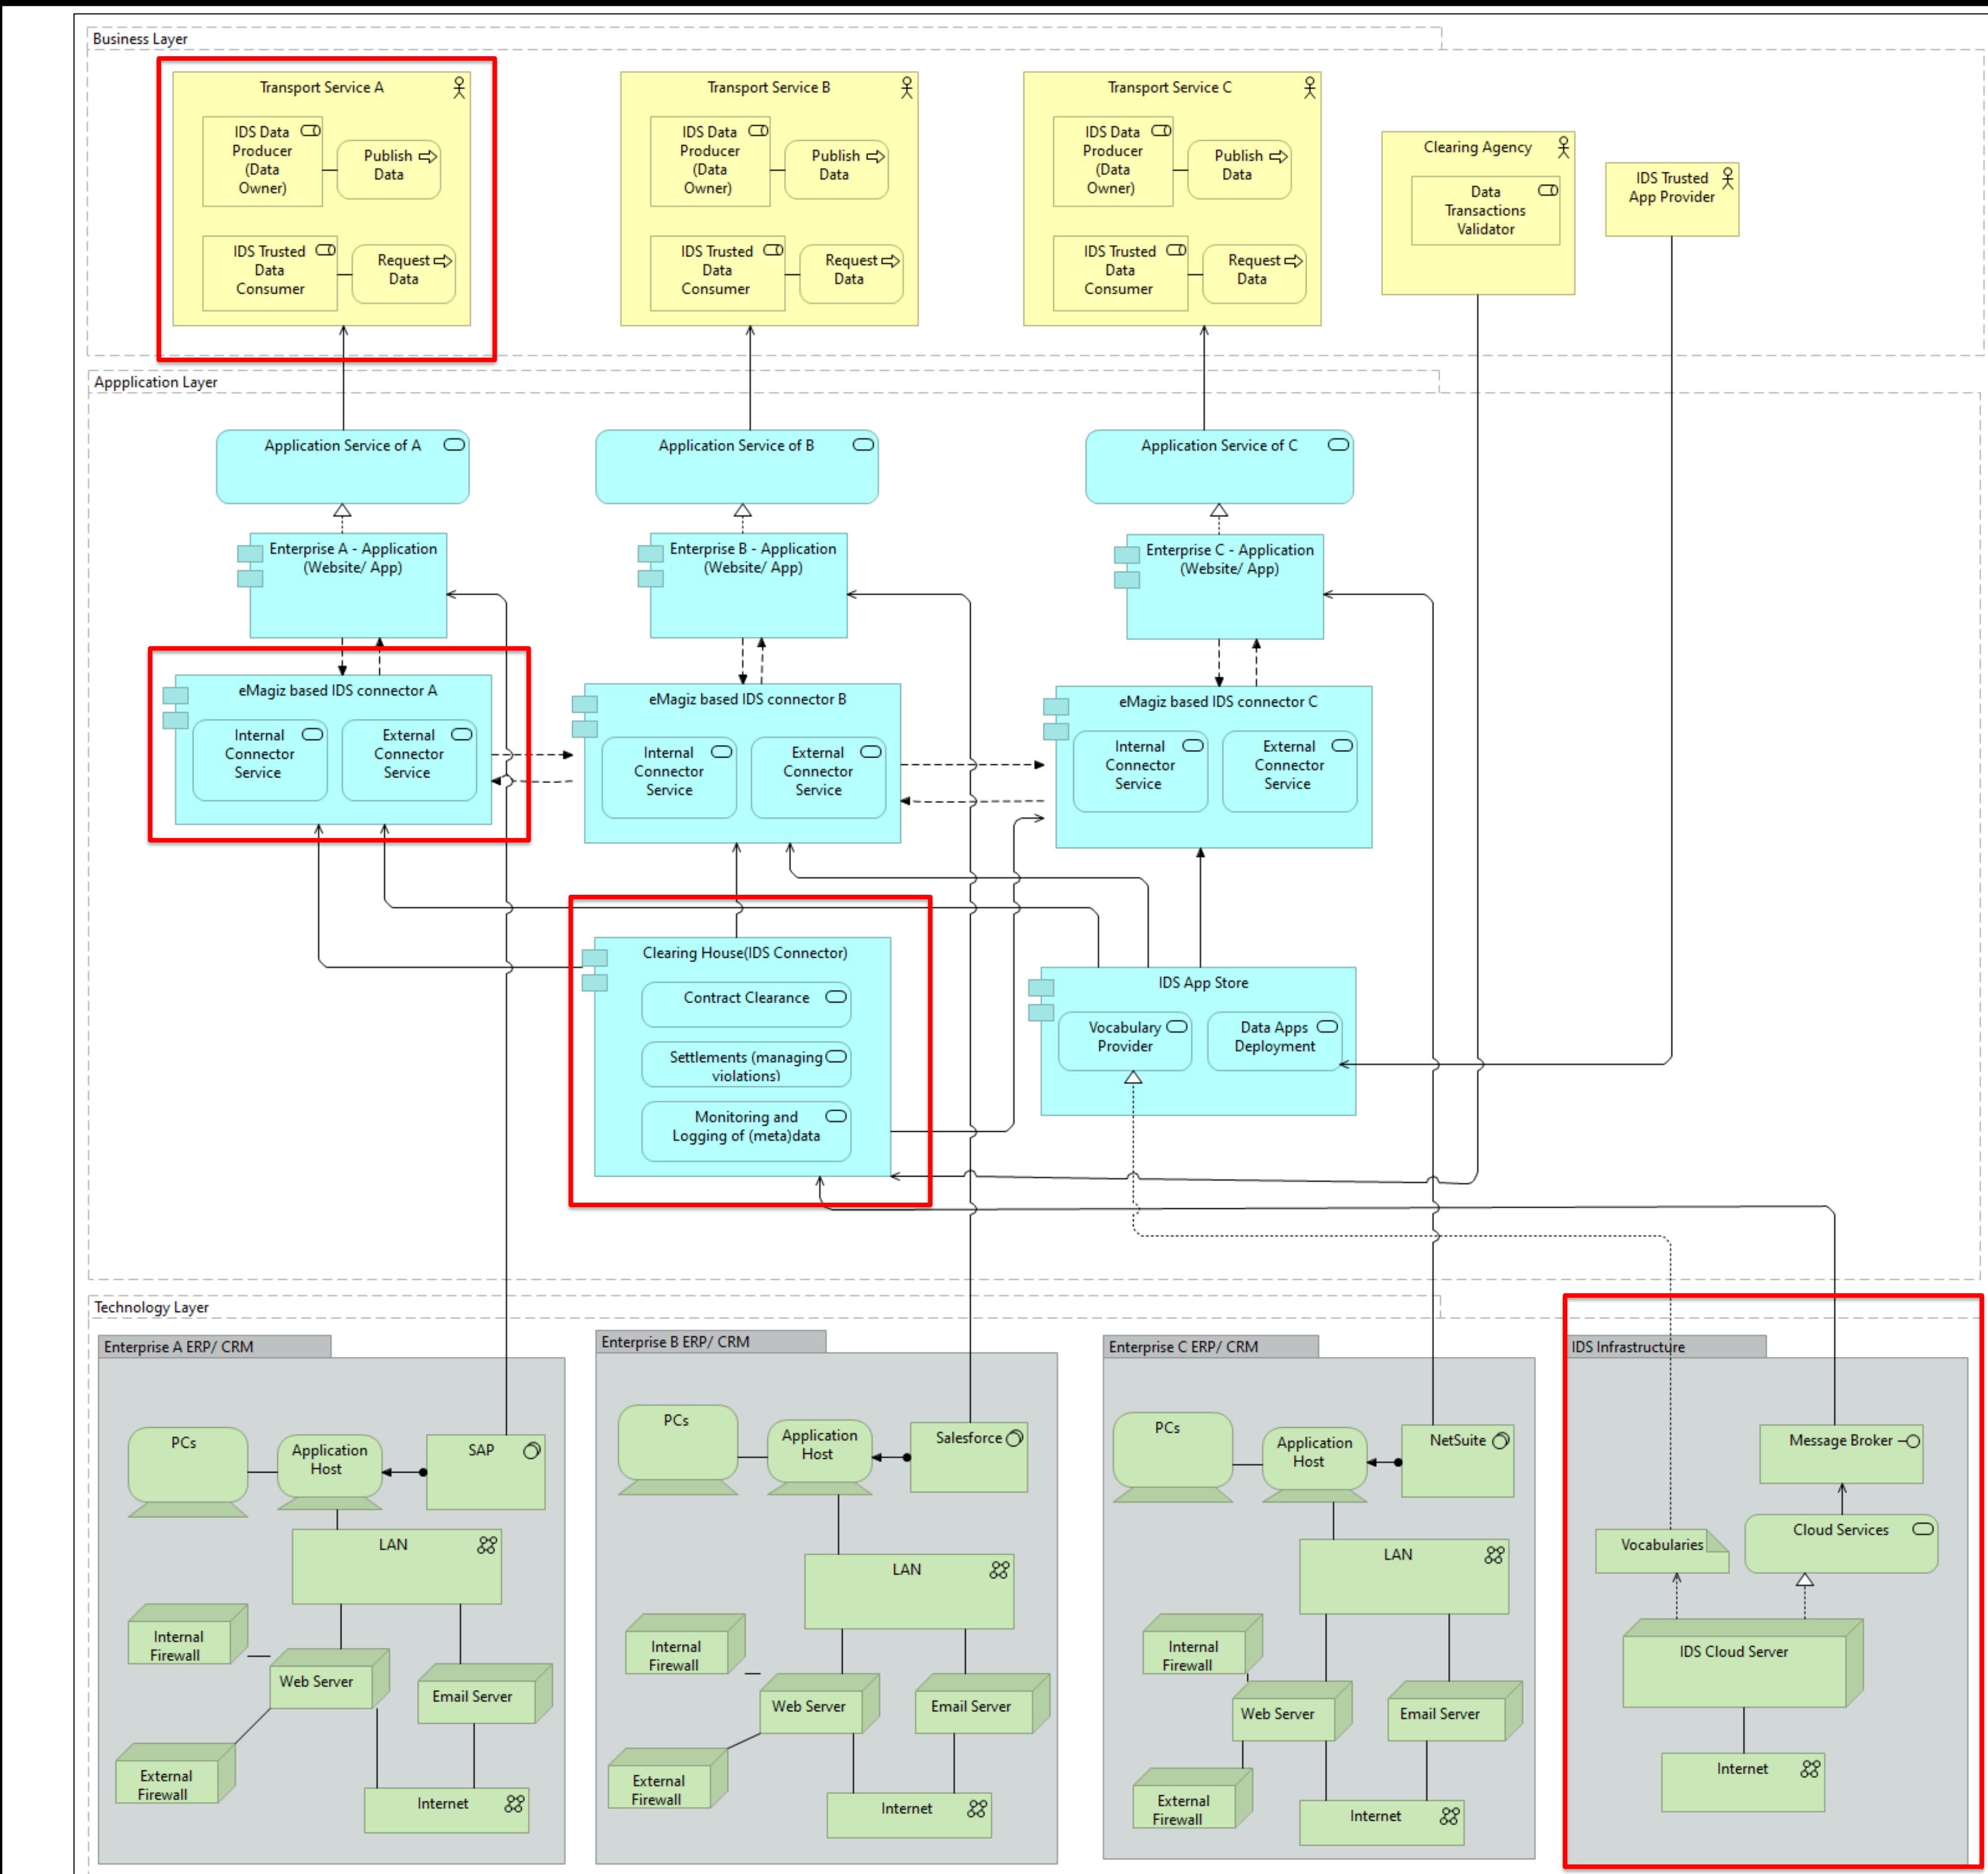 Business Layer
Transport Service A
IDS Data
Producer
(Data
Owner)
Publish
Data
IDS Trusted
Data
Consumer
Request
Data
Transport Service B
IDS Data
Producer
(Data
Owner)
Publish
Data
IDS Trusted
Data
Consumer
Request
Data
Transport Service C
IDS Data
Producer
(Data
Owner)
Publish
Data
IDS Trusted
Data
Consumer
Request
Data
Clearing Agency
Data
Transactions
Validator
IDS Trusted
App Provider
Appplication Layer
Application Service of A
Application Service of B
Application Service of C
Enterprise A - Application
(Website/ App)
Enterprise B - Application
(Website/ App)
Enterprise C - Application
(Website/ App)
eMagiz based IDS connector A
Internal
Connector
Service
External
Connector
Service
eMagiz based IDS connector B
Internal
Connector
Service
External
Connector
Service
eMagiz based IDS connector C
Internal
Connector
Service
External
Connector
Service
Clearing House(IDS Connector)
Contract Clearance
Settlements (managing
violations)
Monitoring and
Logging of (meta)data
IDS App Store
Vocabulary
Provider
Data Apps
Deployment
Technology Layer
Enterprise A ERP/ CRM
PCs
Application
Host
SAP
LAN
Internal
Firewall
Web Server
Email Server
External
Firewall
Internet
Enterprise B ERP/ CRM
PCs
Application
Host
Salesforce
LAN
Internal
Firewall
Web Server
Email Server
External
Firewall
Internet
Enterprise C ERP/ CRM
PCs
Application
Host
NetSuite
LAN
Internal
Firewall
Web Server
Email Server
External
Firewall
Internet
IDS Infrastructure
Message Broker
Vocabularies
Cloud Services
IDS Cloud Server
Internet